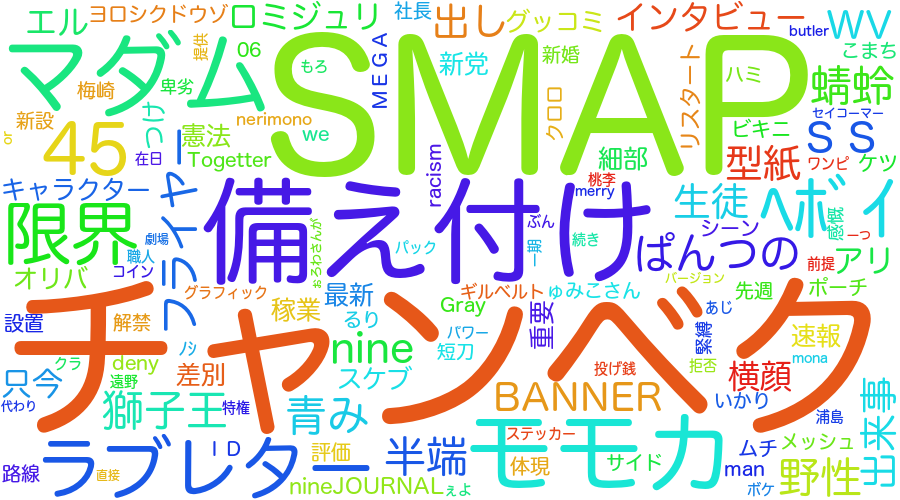 ヨロシクドウゾ
ロミジュリ
社長
出し
グッコミ
インタビュー
WV
butler
こまち
エル
提供
06
もろ
MEGA
新党
新婚
ハミ
蜻蛉
マダム
SMAP
梅崎
卑劣
クロロ
リスタート
セイコーマー
新設
つけ
憲法
nerimono
we
ビキニ
SS
or
45
在日
Togetter
racism
細部
型紙
ワンピ
ケツ
キャラクター
フライヤー
備え付け
桃李
merry
生徒
ヘボイ
限界
劇場
職人
コイン
おろわさんが
パック
一期
ぶん
続き
ぱんつの
シーン
感慨
一つ
前提
アリ
オリバ
グラフィック
ギルベルト
ゅみこさん
バージョン
先週
ポーチ
設置
解禁
稼業
最新
るり
Gray
重要
あじ
緊縛
速報
チャンベク
クラ
deny
遠野
ノシ
差別
nine
パワー
短刀
投げ銭
拒否
横顔
mona
只今
代わり
獅子王
特権
青み
スケブ
BANNER
いかり
浦島
出来事
ラブレター
ID
評価
半端
モモカ
ステッカー
体現
サイド
ムチ
man
メッシュ
野性
ポケ
路線
直接
nineJOURNAL
ぇよ